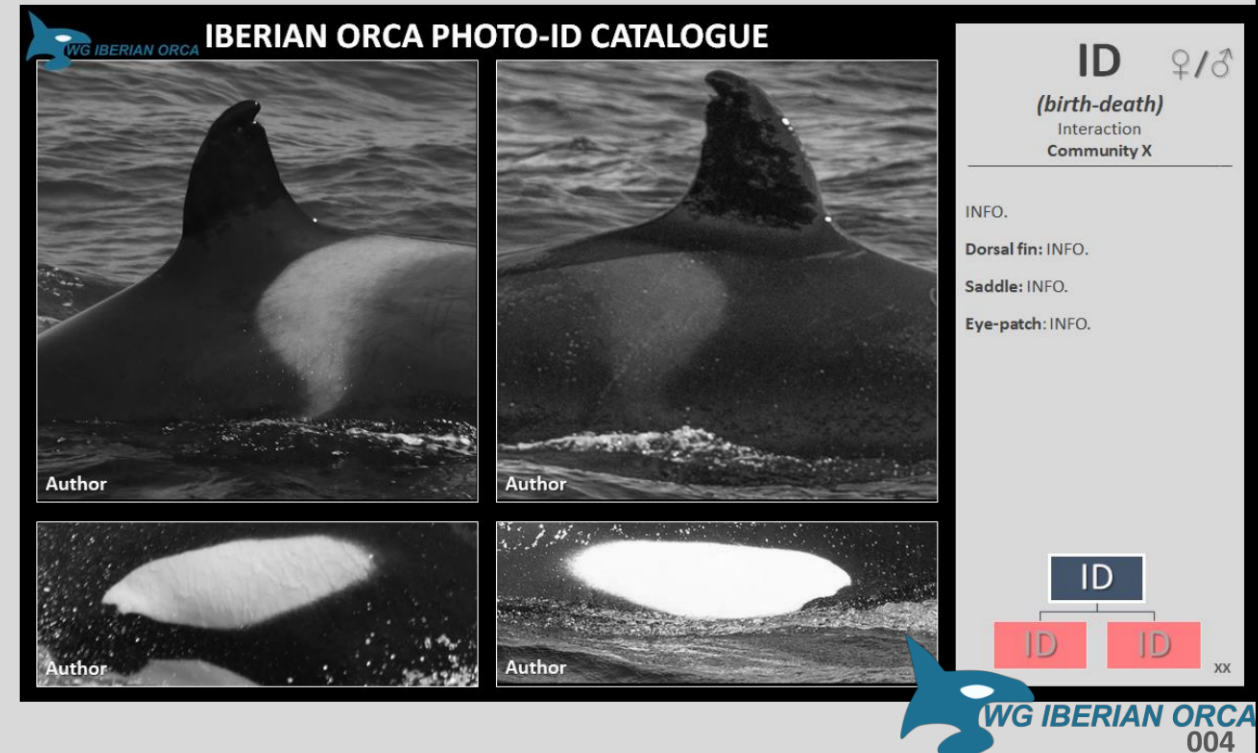 WG IBERIAN ORCA
IBERIAN ORCA PHOTO-ID CATALOGUE
Author
Author
Author
Author
ID ♀/♂
(birth-death)
Interaction
Community X
INFO.
Dorsal fin: INFO.
Saddle: INFO.
Eye-patch: INFO.
ID
ID ID
xx
WG IBERIAN ORCA
004